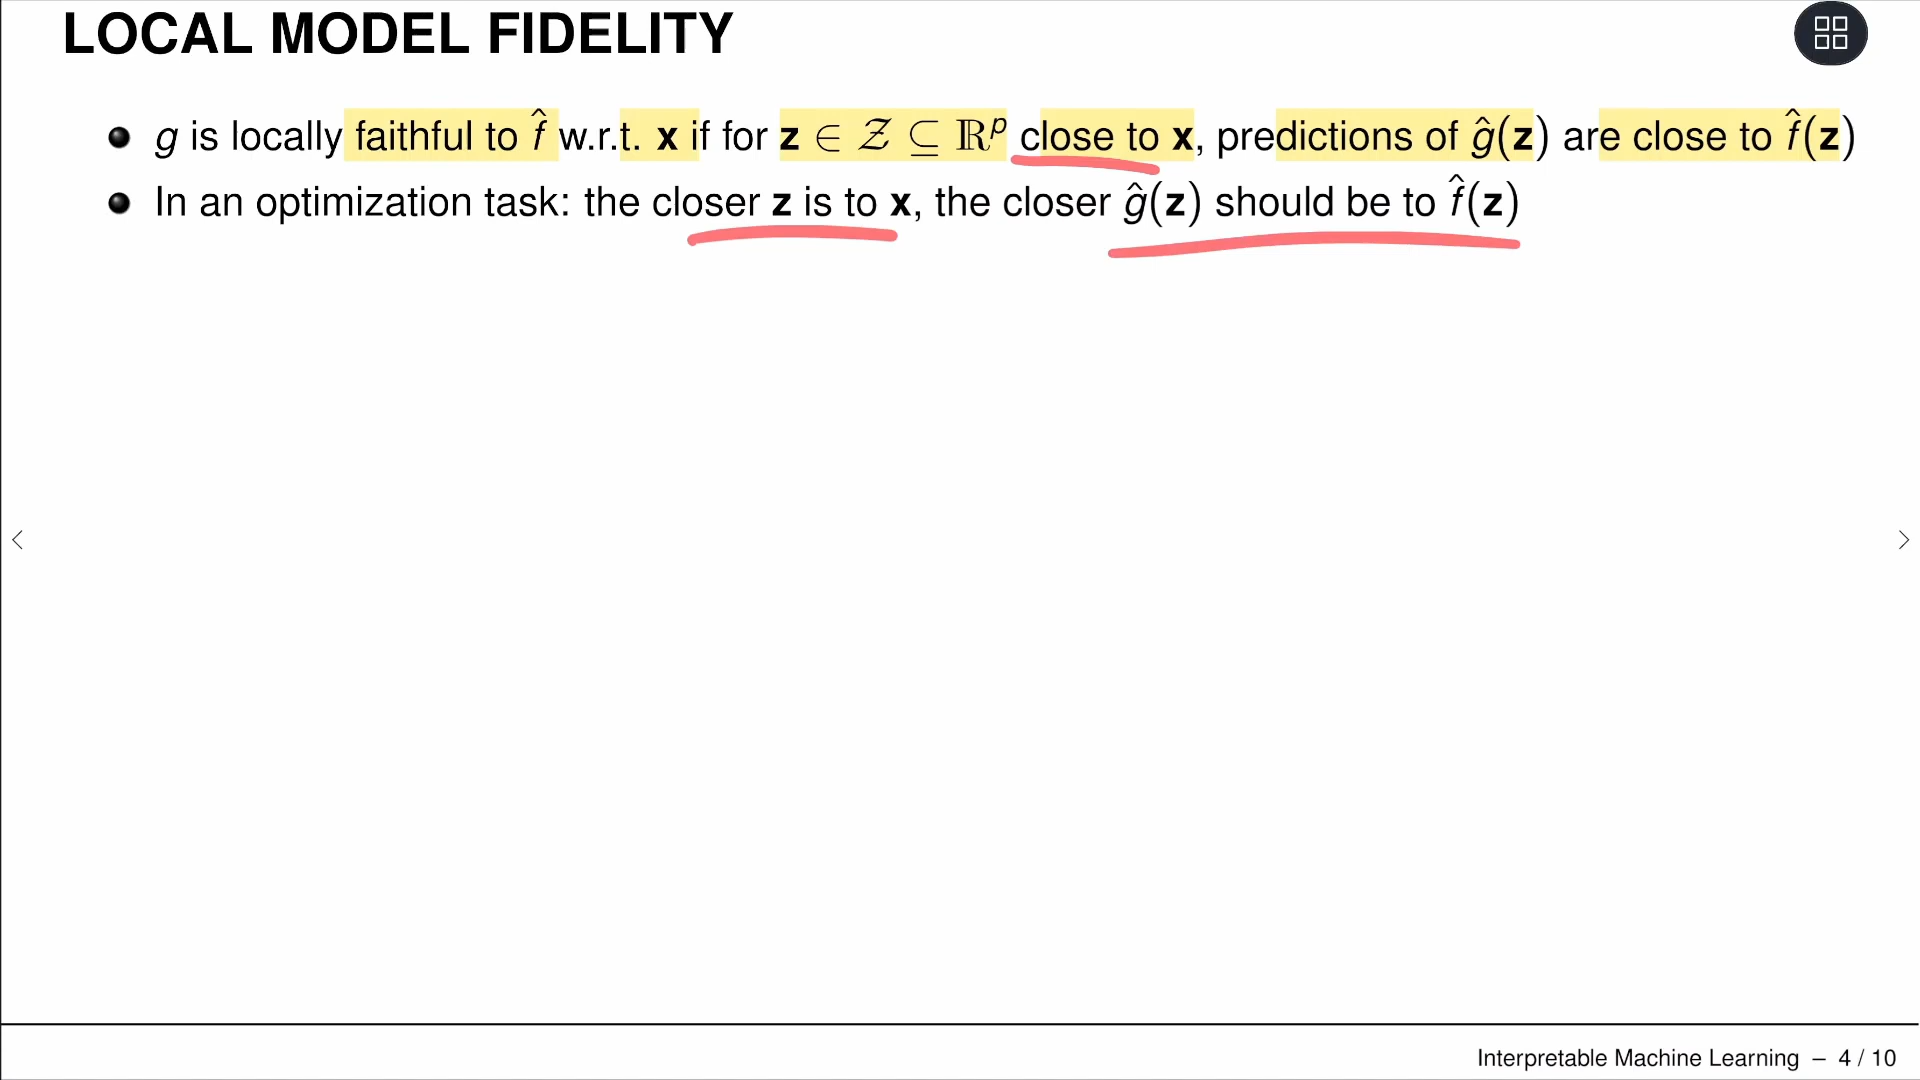 LOCAL MODEL FIDELITY
g is locally faithful to f̂ w.r.t. x if for z ∈ 𝒵 ⊆ ℝᵖ close to x, predictions of ĝ(z) are close to f̂(z)
In an optimization task: the closer z is to x, the closer ĝ(z) should be to f̂(z)
Interpretable Machine Learning – 4 / 10